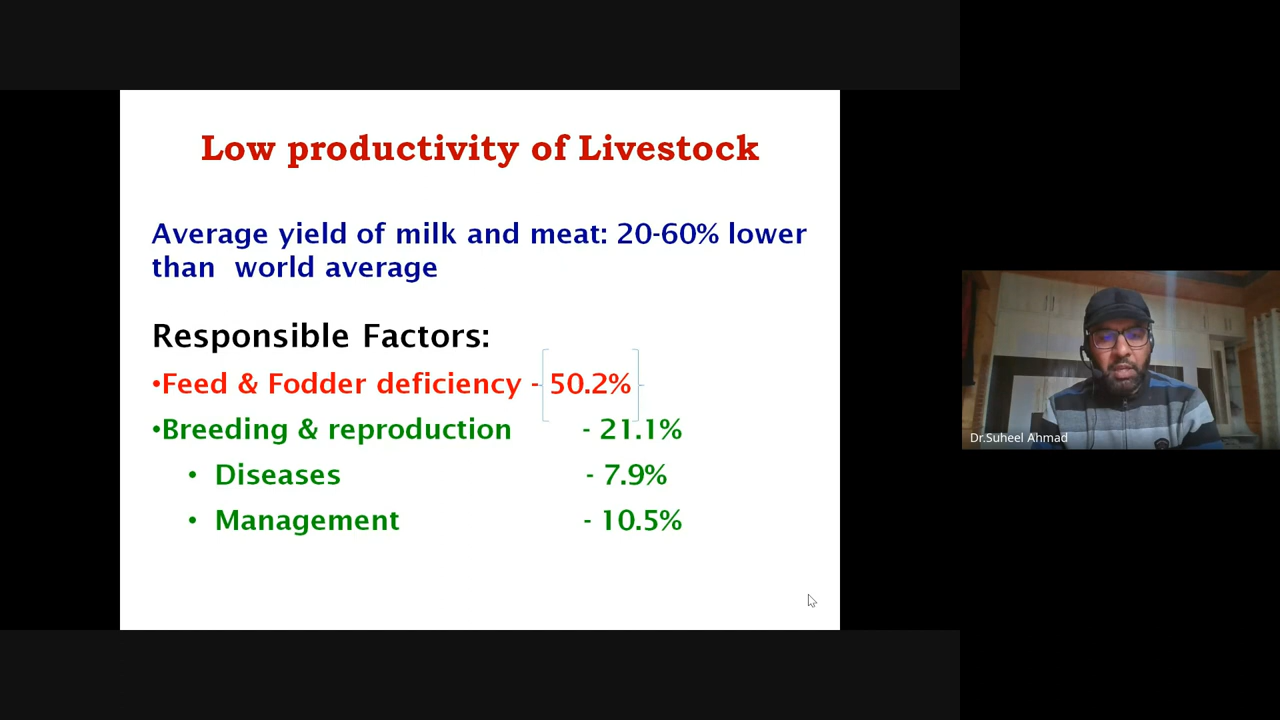 Low productivity of Livestock
Average yield of milk and meat: 20-60% lower
than world average
Responsible Factors:
•Feed & Fodder deficiency - 50.2%
•Breeding & reproduction - 21.1%
• Diseases - 7.9%
• Management - 10.5%
Dr.Suheel Ahmad